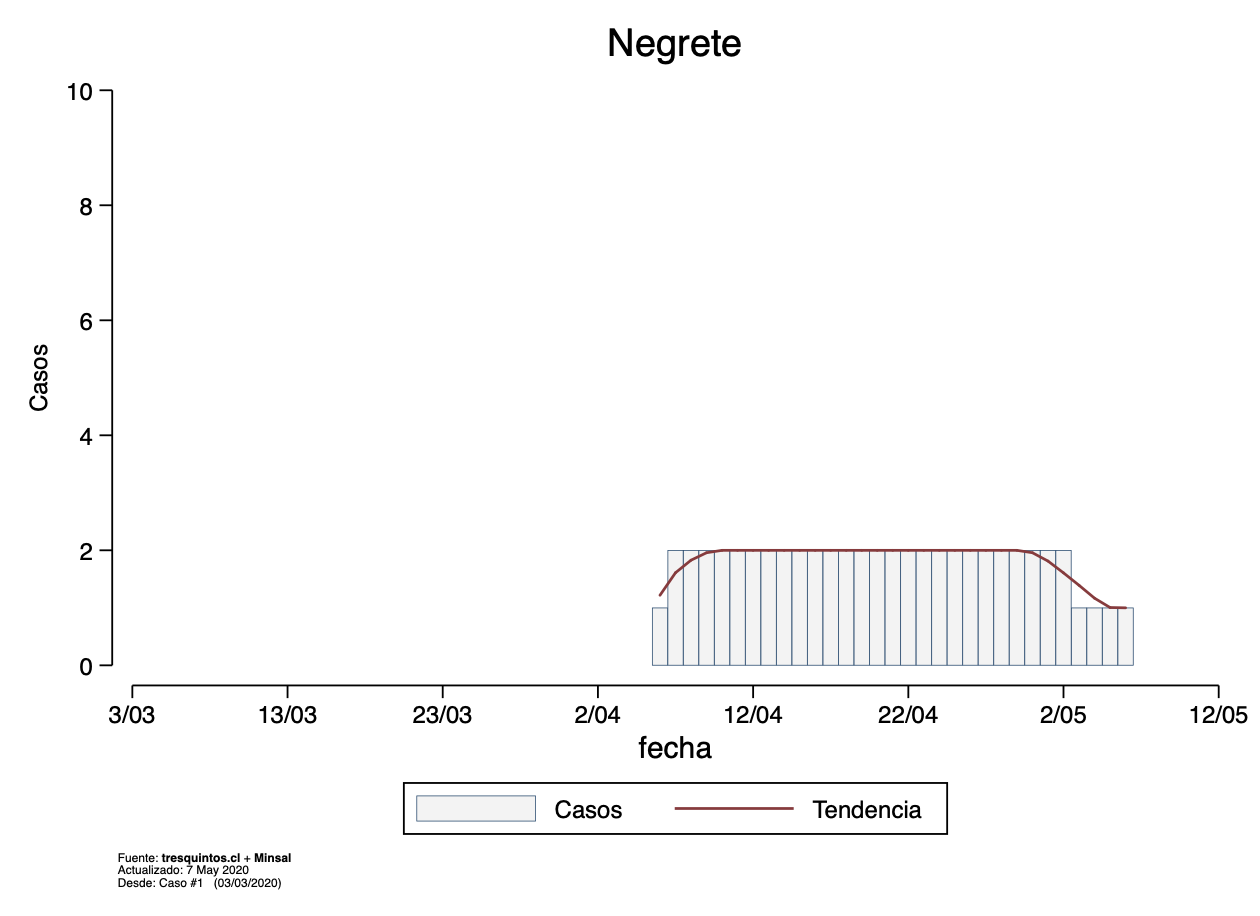 Negrete
10
8
6
4
2
0
Casos
3/03 13/03 23/03 2/04 12/04 22/04 2/05 12/05
fecha
Casos Tendencia
Fuente: tresquintos.cl + Minsal
Actualizado: 7 May 2020
Desde: Caso #1 (03/03/2020)